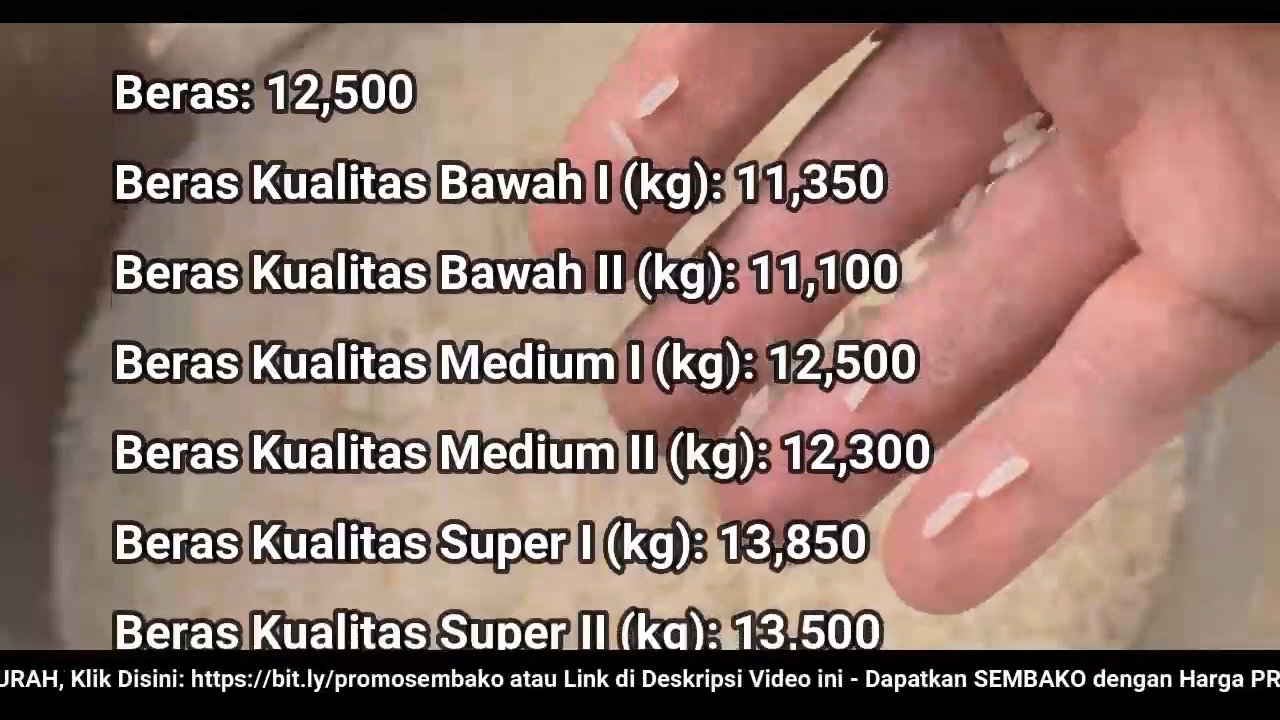 Beras: 12,500
Beras Kualitas Bawah I (kg): 11,350
Beras Kualitas Bawah II (kg): 11,100
Beras Kualitas Medium I (kg): 12,500
Beras Kualitas Medium II (kg): 12,300
Beras Kualitas Super I (kg): 13,850
Beras Kualitas Super II (kg): 13,500
URAH, Klik Disini: https://bit.ly/promosembako atau Link di Deskripsi Video ini - Dapatkan SEMBAKO dengan Harga PR